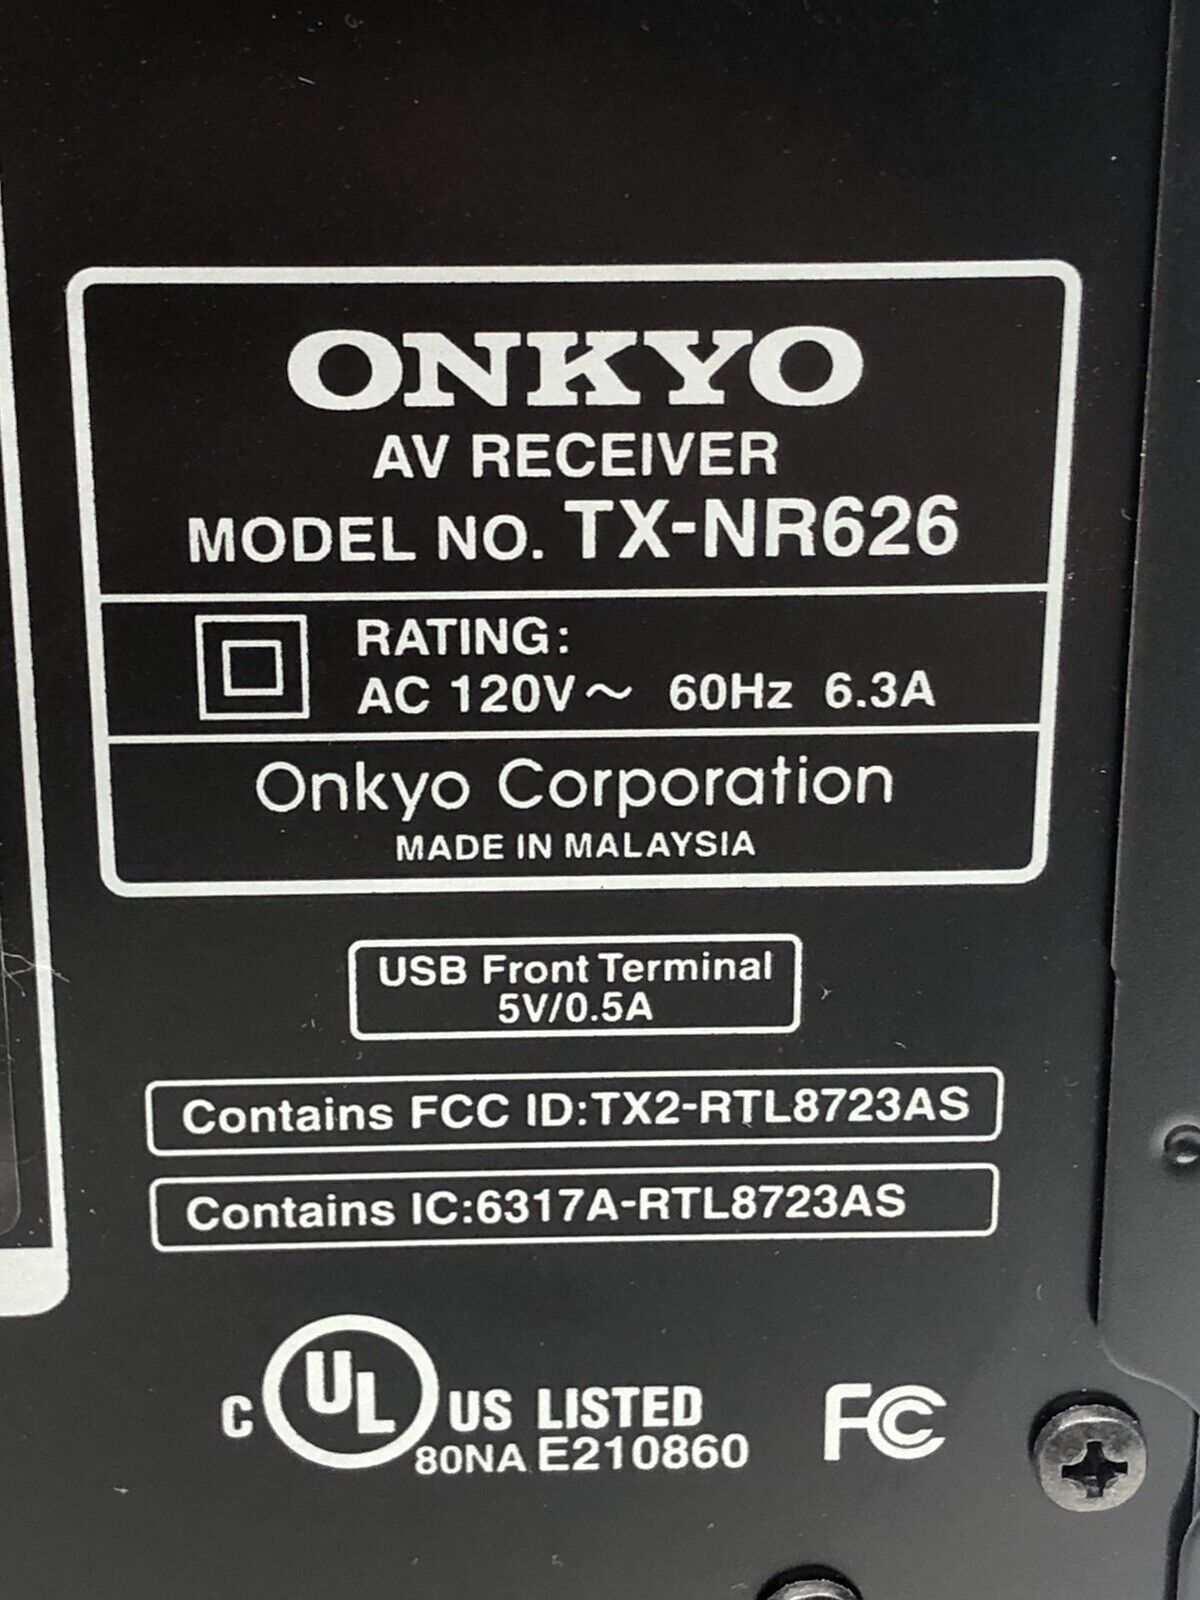 ONKYO
AV RECEIVER
MODEL NO. TX-NR626
RATING:
AC 120V~ 60Hz 6.3A
Onkyo Corporation
MADE IN MALAYSIA
USB Front Terminal
5V/0.5A
Contains FCC ID:TX2-RTL8723AS
Contains IC:6317A-RTL8723AS
C UL US LISTED
80NA E210860
FC